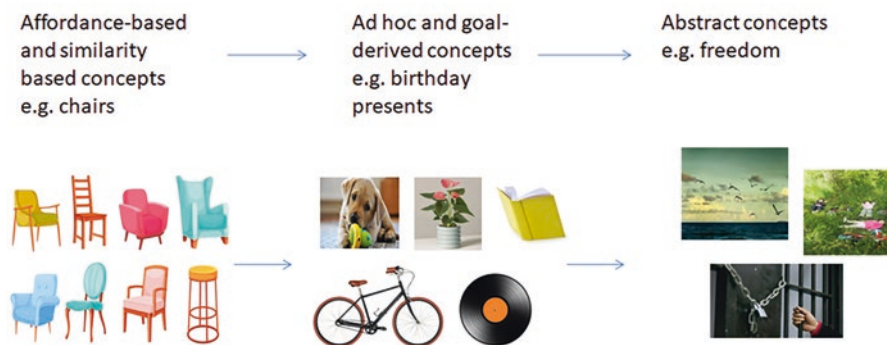 Affordance-based
and similarity
based concepts
e.g. chairs
Ad hoc and goal-
derived concepts
e.g. birthday
presents
Abstract concepts
e.g. freedom